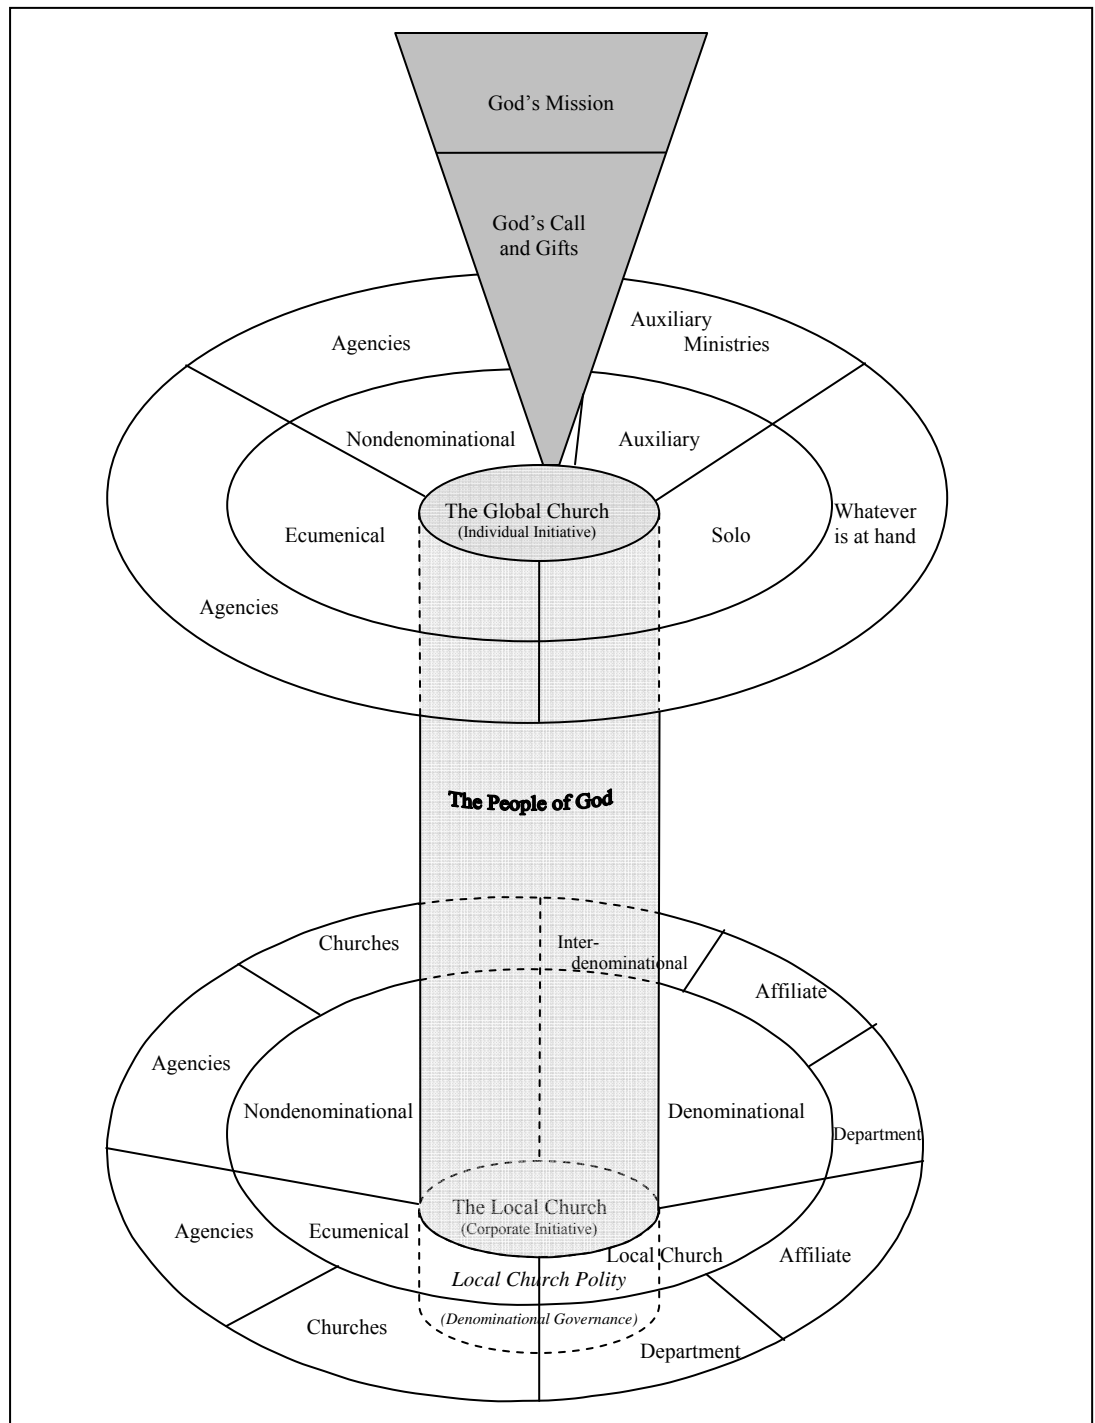 God’s Mission
God’s Call
and Gifts
Auxiliary
Ministries
Agencies
Nondenominational
Auxiliary
The Global Church
(Individual Initiative)
Ecumenical
Solo
Whatever
is at hand
Agencies
The People of God
Churches
Inter-
denominational
Affiliate
Agencies
Nondenominational
Denominational
Department
The Local Church
(Corporate Initiative)
Agencies
Ecumenical
Local Church
Affiliate
Local Church Polity
(Denominational Governance)
Churches
Department